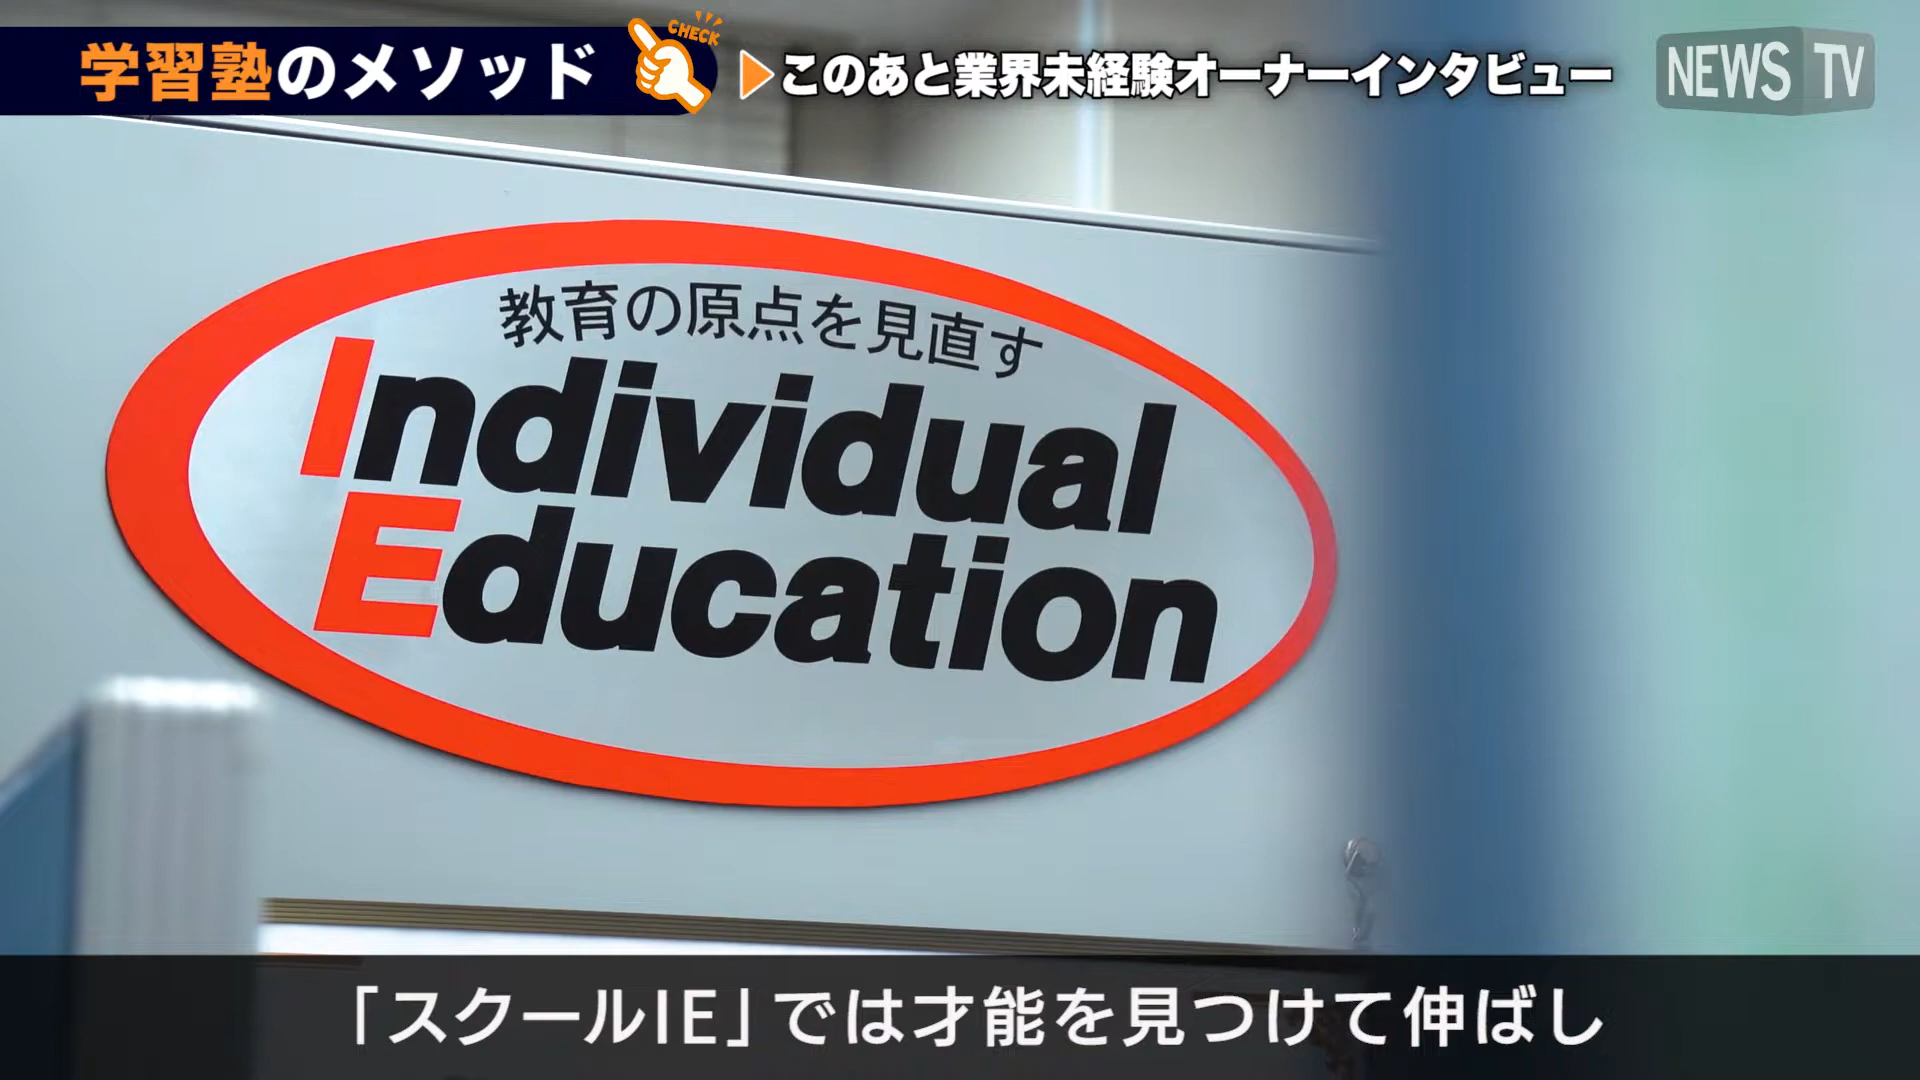 学習塾のメソッド
CHECK
▶このあと業界未経験オーナーインタビュー
NEWS TV
教育の原点を見直す
Individual
Education
「スクールIE」では才能を見つけて伸ばし